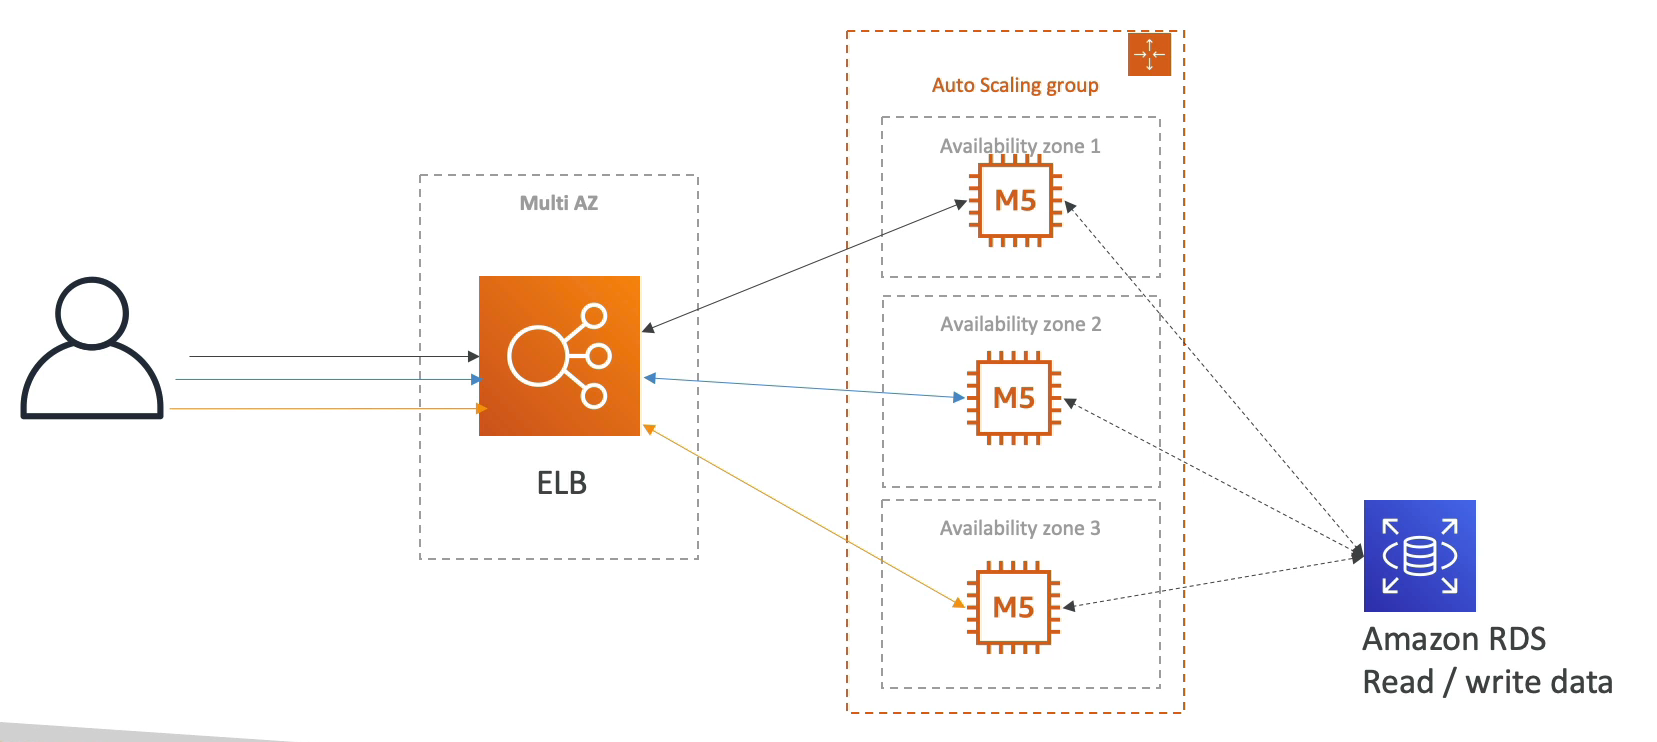 Auto Scaling group
Availability zone 1
M5
Multi AZ
Availability zone 2
M5
ELB
Availability zone 3
M5
Amazon RDS
Read / write data